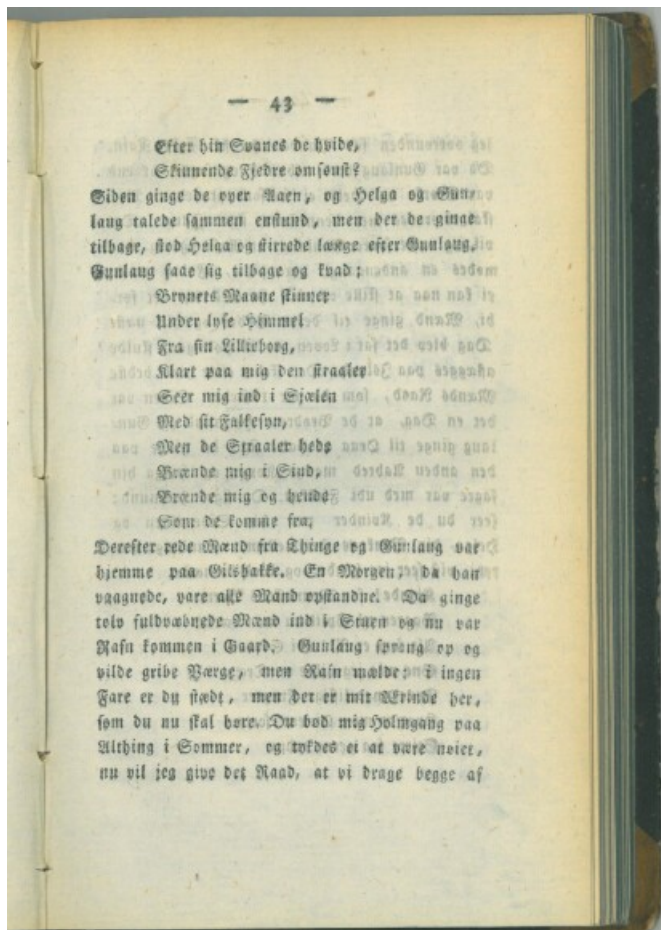 — 43 —
Efter hin Svanes de hvide,
Skinnende Fjedre omsonst?
Siden ginge de over Aaen, og Helga og Gun-
laug talede sammen enstund, men der de ginge
tilbage, stod Helga og stirrede længe efter Gunlaug.
Gunlaug saae sig tilbage og kvad:
Brynets Maane skinner
Under lyse Himmel
Fra sin Lilleborg,
Klart paa mig den straaler
Seer mig ind i Sjælen
Med sit Falkesyn,
Men de Straaler hede
Brænde mig i Sind,
Brænde mig og hende
Som de komme fra.
Derefter rede Mænd fra Thinge og Gunlaug var
hjemme paa Gilsbakke. En Morgen, da han
vaagnede, vare alle Mand opstandne. Da ginge
tolv fuldvæbnede Mænd ind i Stuen og nu var
Rafn kommen i Gaard. Gunlaug sprang op og
vilde gribe Værge, men Rafn mælde: i ingen
Fare er du stædt, men det er mit Ærinde her,
som du nu skal høre. Du bød mig Holmgang paa
Althing i Sommer, og tykdes ei at være nøiet,
nu vil jeg give det Raad, at vi drage begge af